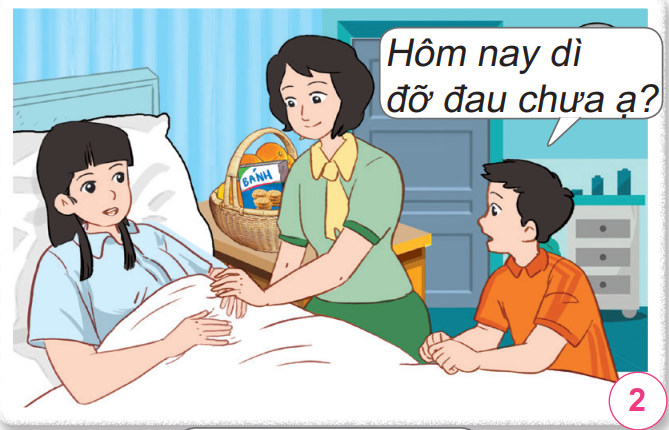 Hôm nay dì
đỡ đau chưa ạ?
BÁNH
2